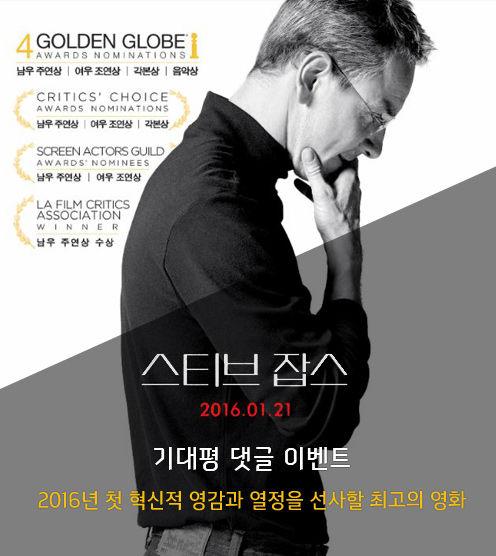 4 GOLDEN GLOBE®
AWARDS NOMINATIONS
남우 주연상 | 여우 조연상 | 각본상 | 음악상
CRITICS' CHOICE
AWARDS NOMINATIONS
남우 주연상 | 여우 조연상 | 각본상
SCREEN ACTORS GUILD
AWARDS® NOMINEES
남우 주연상 | 여우 조연상
LA FILM CRITICS
ASSOCIATION
WINNER
남우 주연상 수상
스티브 잡스
2016.01.21
기대평 댓글 이벤트
2016년 첫 혁신적 영감과 열정을 선사할 최고의 영화